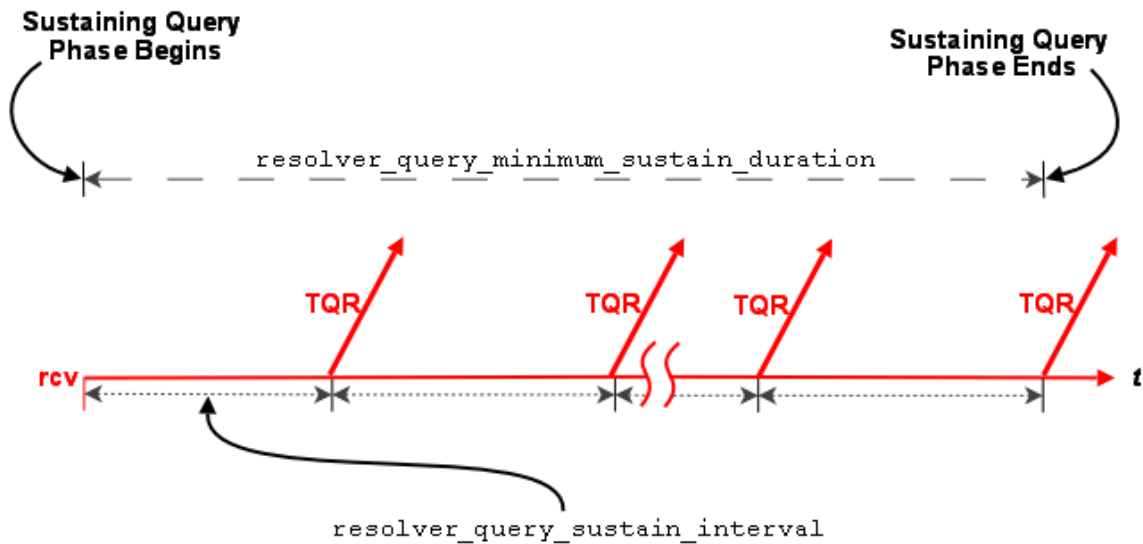 Sustaining Query
Phase Begins
Sustaining Query
Phase Ends
resolver_query_minimum_sustain_duration
TQR
TQR
TQR
TQR
rcv
t
resolver_query_sustain_interval